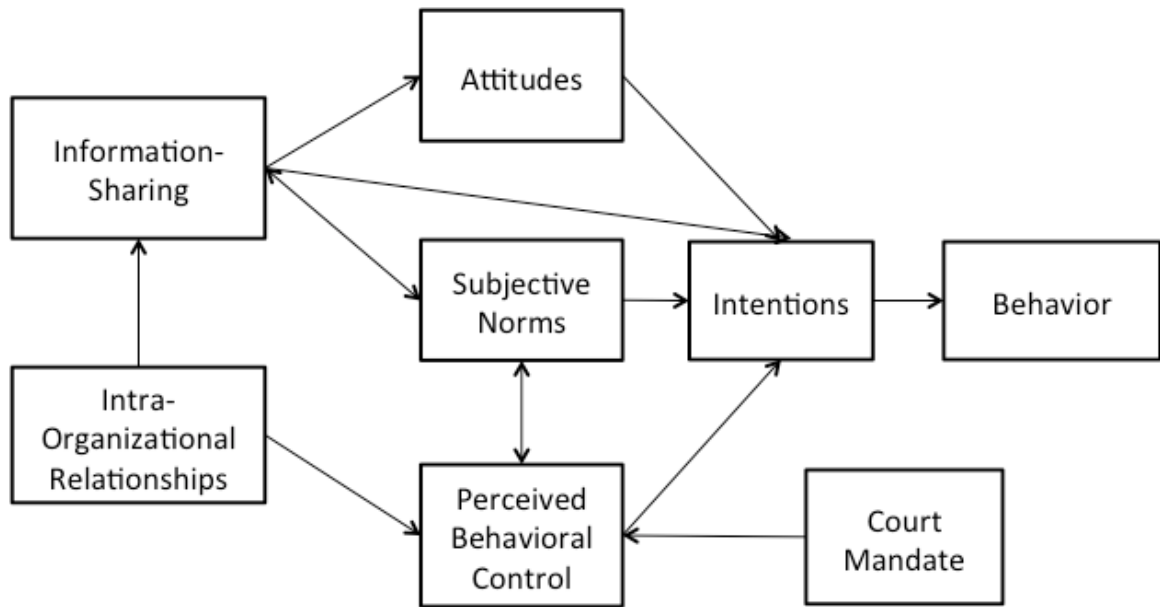 Attitudes
Information-
Sharing
Subjective
Norms
Intentions
Behavior
Intra-
Organizational
Relationships
Perceived
Behavioral
Control
Court
Mandate